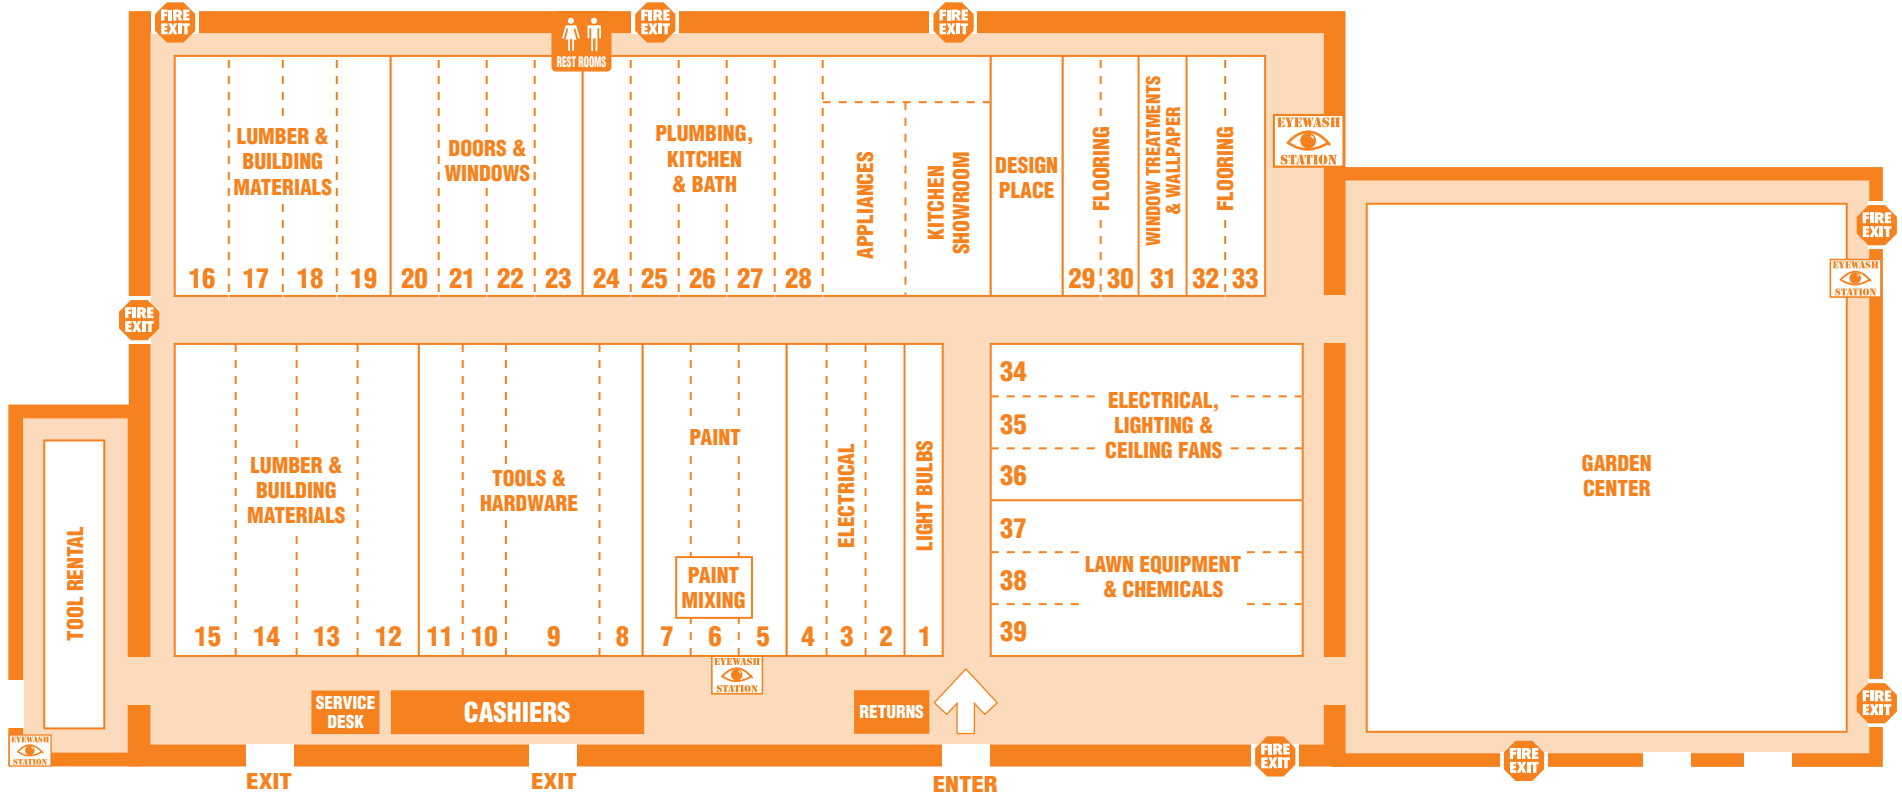 FIRE
EXIT
FIRE
EXIT
FIRE
EXIT
REST ROOMS
LUMBER &
BUILDING
MATERIALS
DOORS &
WINDOWS
PLUMBING,
KITCHEN
& BATH
APPLIANCES
KITCHEN
SHOWROOM
DESIGN
PLACE
FLOORING
WINDOW TREATMENTS
& WALLPAPER
FLOORING
EYEWASH
STATION
16 17 18 19 20 21 22 23 24 25 26 27 28 29 30 31 32 33
FIRE
EXIT
EYEWASH
STATION
FIRE
EXIT
34
35
36
ELECTRICAL,
LIGHTING &
CEILING FANS
37
38
39
LAWN EQUIPMENT
& CHEMICALS
GARDEN
CENTER
TOOL RENTAL
LUMBER &
BUILDING
MATERIALS
TOOLS &
HARDWARE
PAINT
PAINT
MIXING
ELECTRICAL
LIGHT BULBS
15 14 13 12 11 10 9 8 7 6 5 4 3 2 1
EYEWASH
STATION
SERVICE
DESK
CASHIERS
RETURNS
FIRE
EXIT
EYEWASH
STATION
FIRE
EXIT
FIRE
EXIT
EXIT
EXIT
ENTER